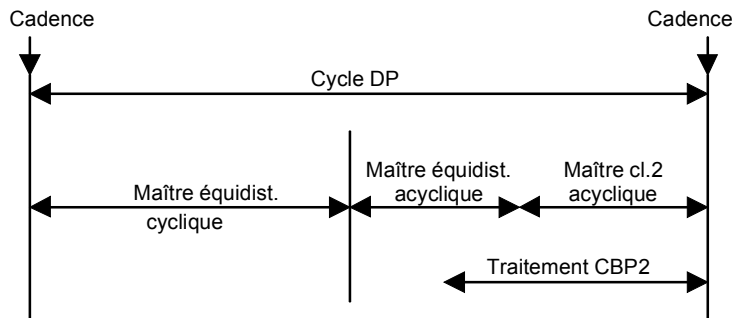 Cadence
Cadence
Cycle DP
Maître équidist.
cyclique
Maître équidist.
acyclique
Maître cl.2
acyclique
Traitement CBP2